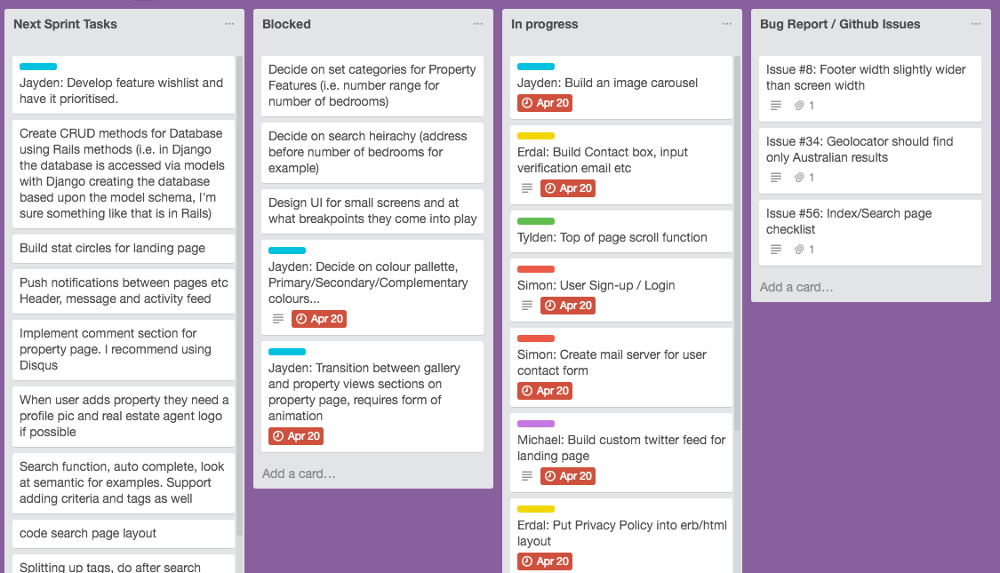 Next Sprint Tasks
Jayden: Develop feature wishlist and
have it prioritised.
Create CRUD methods for Database
using Rails methods (i.e. in Django
the database is accessed via models
with Django creating the database
based upon the model schema, I'm
sure something like that is in Rails)
Build stat circles for landing page
Push notifications between pages etc
Header, message and activity feed
Implement comment section for
property page. I recommend using
Disqus
When user adds property they need a
profile pic and real estate agent logo
if possible
Search function, auto complete, look
at semantic for examples. Support
adding criteria and tags as well
code search page layout
Splitting up tags, do after search
Blocked
Decide on set categories for Property
Features (i.e. number range for
number of bedrooms)
Decide on search heirachy (address
before number of bedrooms for
example)
Design UI for small screens and at
what breakpoints they come into play
Jayden: Decide on colour pallette,
Primary/Secondary/Complementary
colours...
Apr 20
Jayden: Transition between gallery
and property views sections on
property page, requires form of
animation
Apr 20
Add a card…
In progress
Jayden: Build an image carousel
Apr 20
Erdal: Build Contact box, input
verification email etc
Apr 20
Tylden: Top of page scroll function
Simon: User Sign-up / Login
Apr 20
Simon: Create mail server for user
contact form
Apr 20
Michael: Build custom twitter feed for
landing page
Apr 20
Erdal: Put Privacy Policy into erb/html
layout
Apr 20
Bug Report / Github Issues
Issue #8: Footer width slightly wider
than screen width
1
Issue #34: Geolocator should find
only Australian results
1
Issue #56: Index/Search page
checklist
1
Add a card…